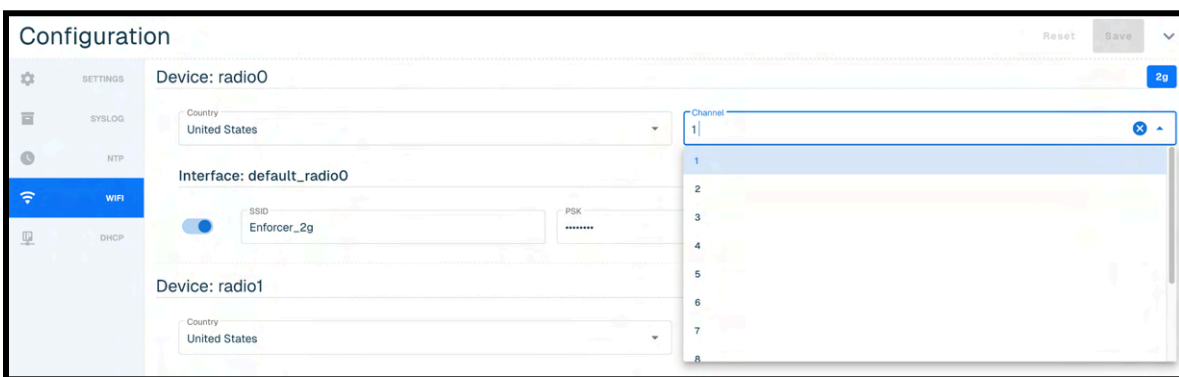 Configuration
Reset
Save
SETTINGS
SYSLOG
NTP
WIFI
DHCP
Device: radio0
2g
Country
United States
Channel
1
1
2
3
4
5
6
7
8
Interface: default_radio0
SSID
Enforcer_2g
PSK
••••••••
Device: radio1
Country
United States